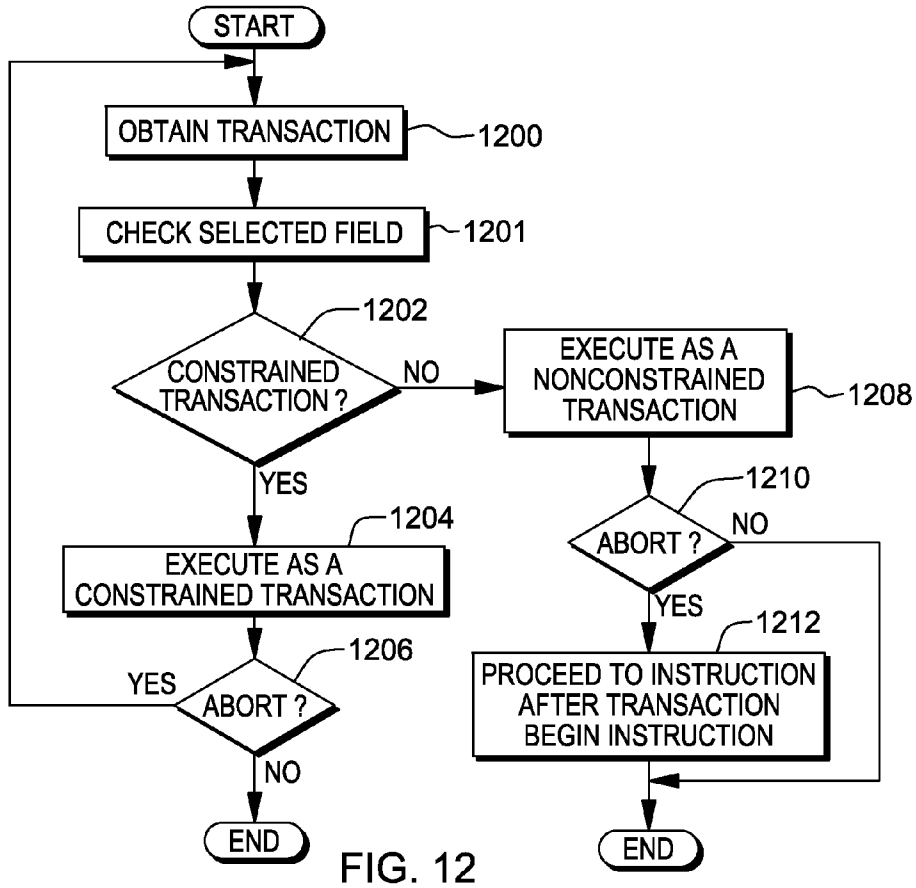 START
OBTAIN TRANSACTION
1200
CHECK SELECTED FIELD
1201
1202
CONSTRAINED
TRANSACTION ?
NO
YES
1204
EXECUTE AS A
CONSTRAINED TRANSACTION
1206
YES
ABORT ?
NO
END
EXECUTE AS A
NONCONSTRAINED
TRANSACTION
1208
1210
NO
ABORT ?
YES
1212
PROCEED TO INSTRUCTION
AFTER TRANSACTION
BEGIN INSTRUCTION
END
FIG. 12